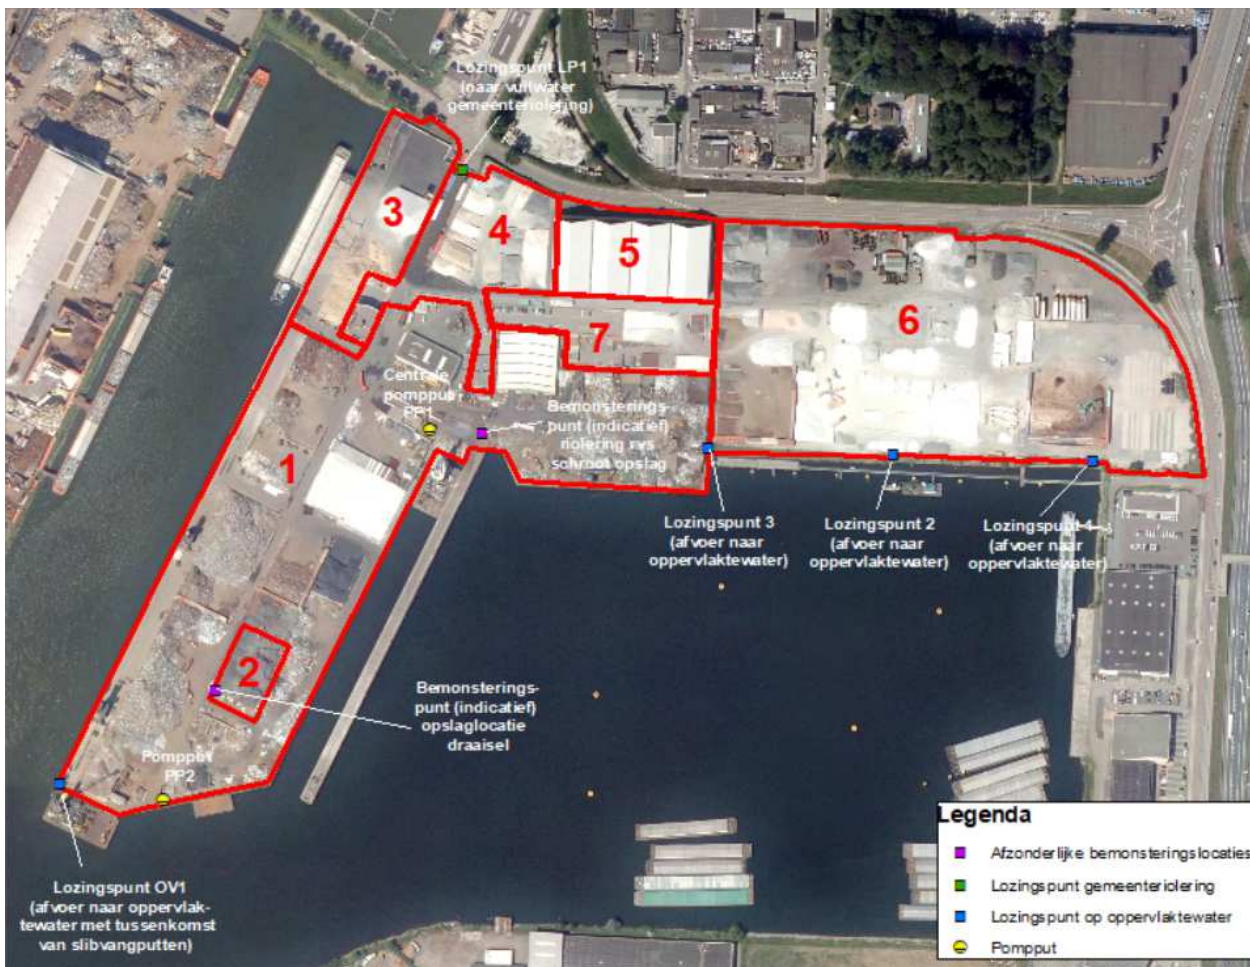 Lozingspunt LP1
(naar vuilwater
gemeenteriolering)
3
4
5
6
7
Centrale
pompput
PP1
Bemonsterings-
punt (indicatief)
riolering rvs
schroot opslag
1
Lozingspunt 3
(afvoer naar
oppervlaktewater)
Lozingspunt 2
(afvoer naar
oppervlaktewater)
Lozingspunt 1
(afvoer naar
oppervlaktewater)
2
Bemonsterings-
punt (indicatief)
opslaglocatie
draaisel
Pompput
PP2
Lozingspunt OV1
(afvoer naar oppervlak-
tewater met tussenkomst
van slibvangputten)
Legenda
Afzonderlijke bemonsteringslocaties
Lozingspunt gemeenteriolering
Lozingspunt op oppervlaktewater
Pompput